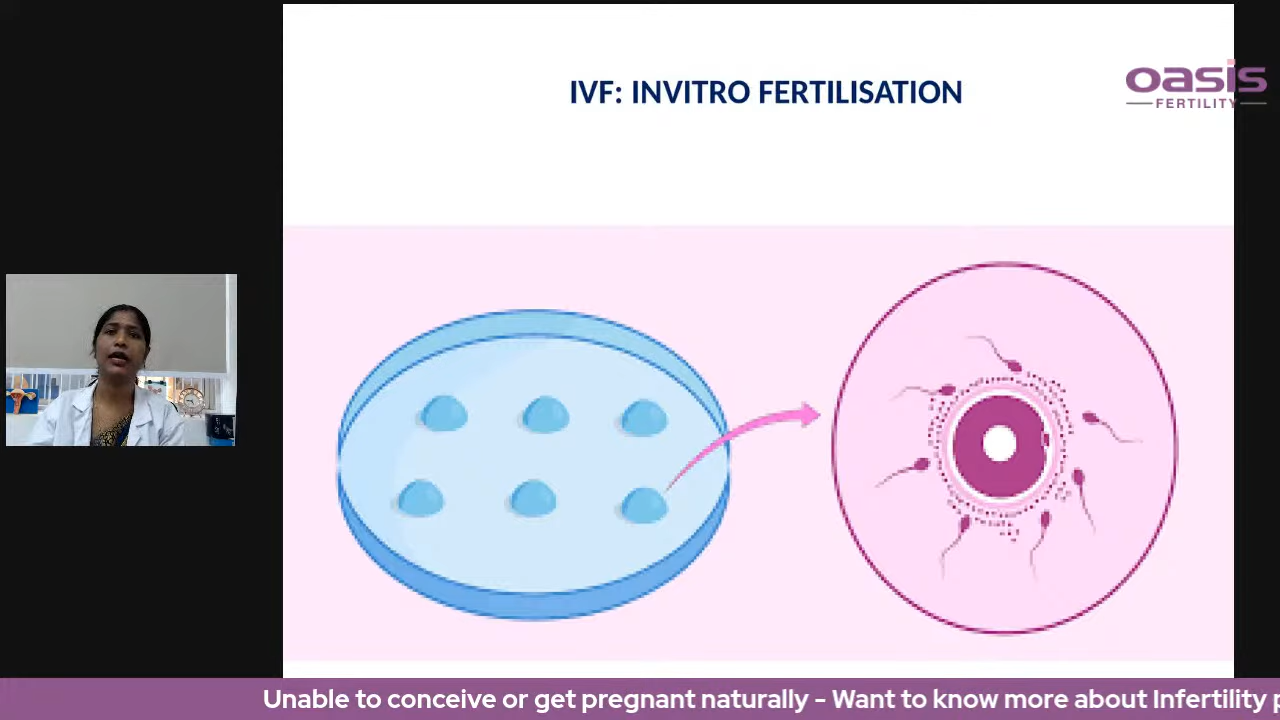 IVF: INVITRO FERTILISATION
oasis
FERTILITY
Unable to conceive or get pregnant naturally - Want to know more about Infertility p